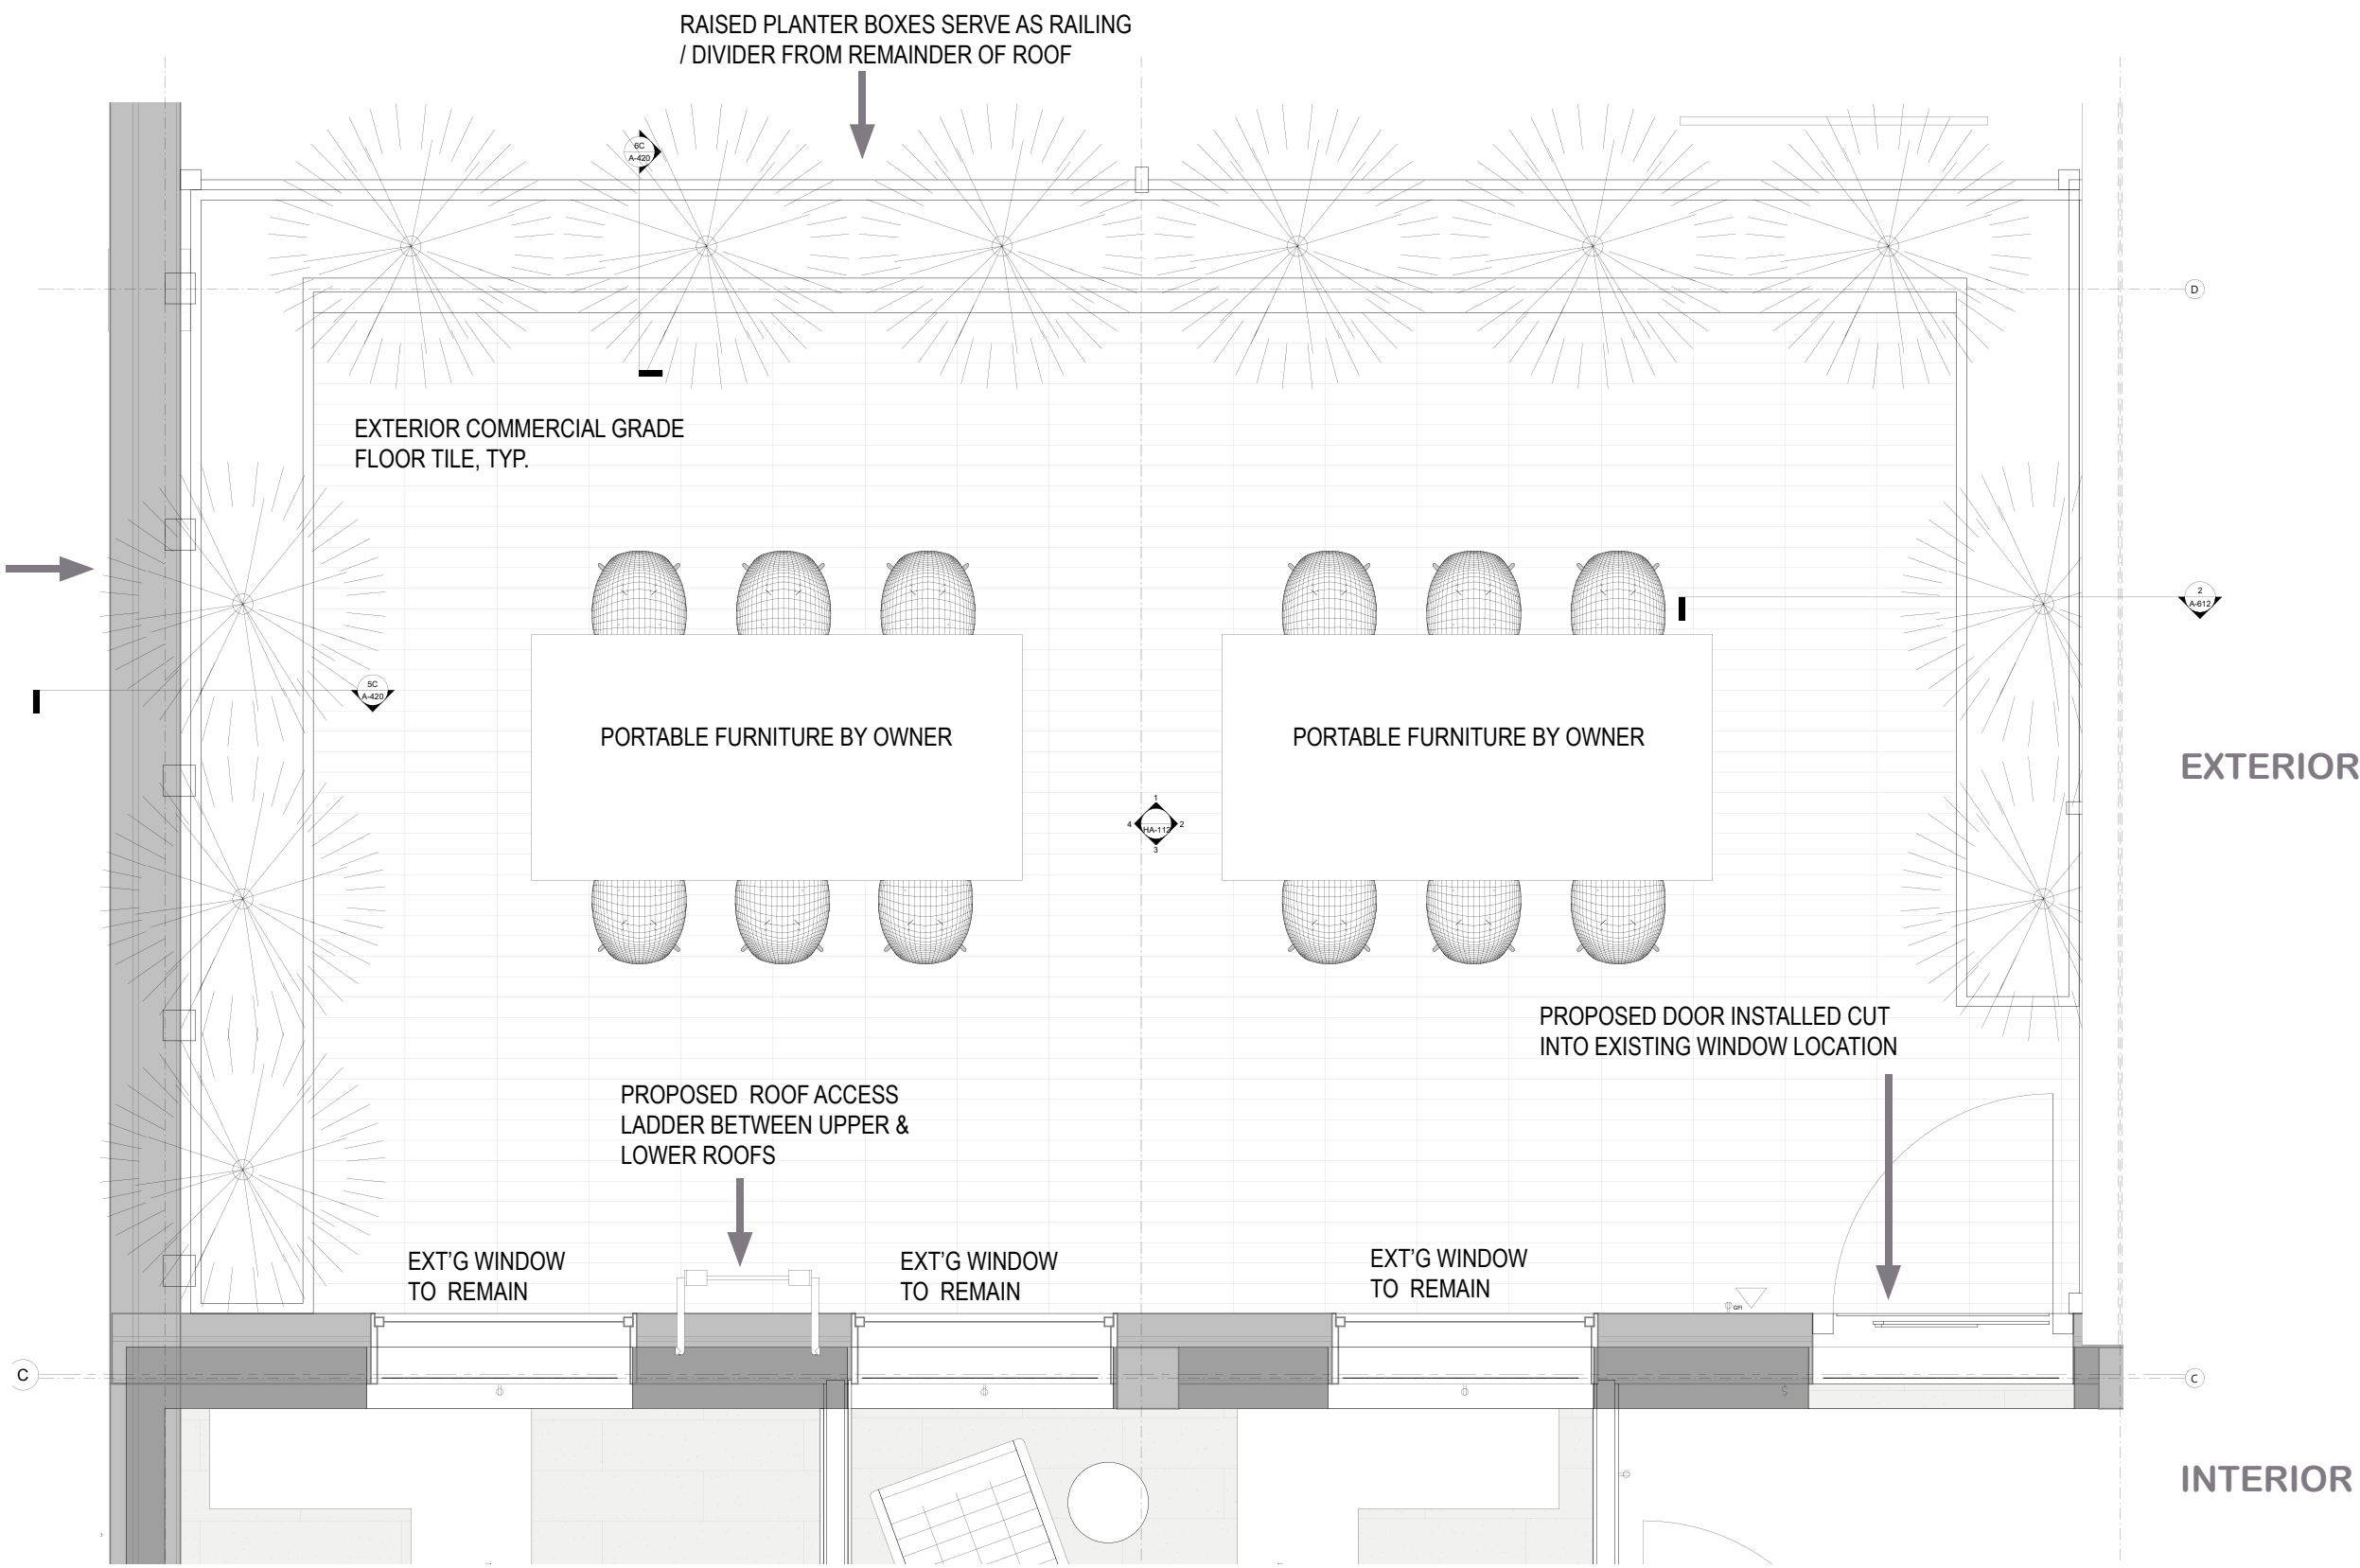 RAISED PLANTER BOXES SERVE AS RAILING
/ DIVIDER FROM REMAINDER OF ROOF
6C
A-420
D
EXTERIOR COMMERCIAL GRADE
FLOOR TILE, TYP.
2
A-612
5C
A-420
PORTABLE FURNITURE BY OWNER
PORTABLE FURNITURE BY OWNER
EXTERIOR
1
4 HA-112 2
3
PROPOSED DOOR INSTALLED CUT
INTO EXISTING WINDOW LOCATION
PROPOSED ROOF ACCESS
LADDER BETWEEN UPPER &
LOWER ROOFS
EXT'G WINDOW
TO REMAIN
EXT'G WINDOW
TO REMAIN
EXT'G WINDOW
TO REMAIN
GFI
C
$
C
INTERIOR